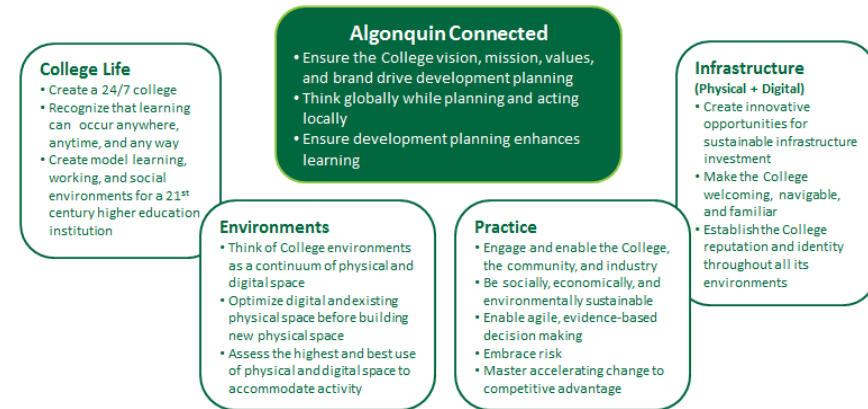 Algonquin Connected
• Ensure the College vision, mission, values,
and brand drive development planning
• Think globally while planning and acting
locally
• Ensure development planning enhances
learning
College Life
• Create a 24/7 college
• Recognize that learning
can occur anywhere,
anytime, and any way
• Create model learning,
working, and social
environments for a 21st
century higher education
institution
Environments
• Think of College environments
as a continuum of physical and
digital space
• Optimize digital and existing
physical space before building
new physical space
• Assess the highest and best use
of physical and digital space to
accommodate activity
Practice
• Engage and enable the College,
the community, and industry
• Be socially, economically, and
environmentally sustainable
• Enable agile, evidence-based
decision making
• Embrace risk
• Master accelerating change to
competitive advantage
Infrastructure
(Physical + Digital)
• Create innovative
opportunities for
sustainable infrastructure
investment
• Make the College
welcoming, navigable,
and familiar
• Establish the College
reputation and identity
throughout all its
environments